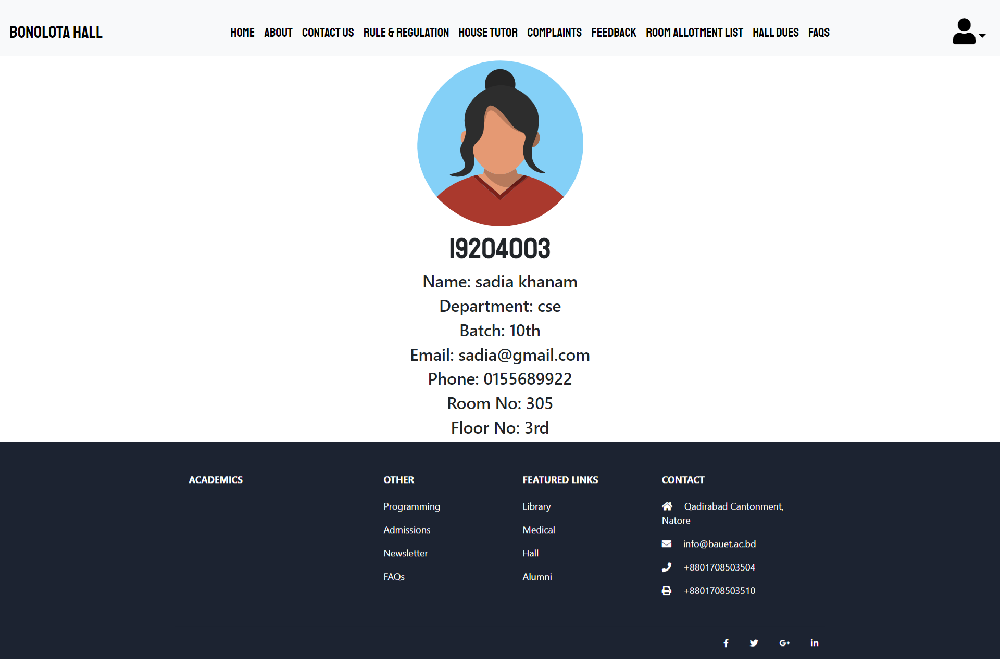 BONOLOTA HALL
HOME ABOUT CONTACT US RULE & REGULATION HOUSE TUTOR COMPLAINTS FEEDBACK ROOM ALLOTMENT LIST HALL DUES FAQS
19204003
Name: sadia khanam
Department: cse
Batch: 10th
Email: sadia@gmail.com
Phone: 0155689922
Room No: 305
Floor No: 3rd
ACADEMICS
OTHER
Programming
Admissions
Newsletter
FAQs
FEATURED LINKS
Library
Medical
Hall
Alumni
CONTACT
Qadirabad Cantonment,
Natore
info@bauet.ac.bd
+8801708503504
+8801708503510